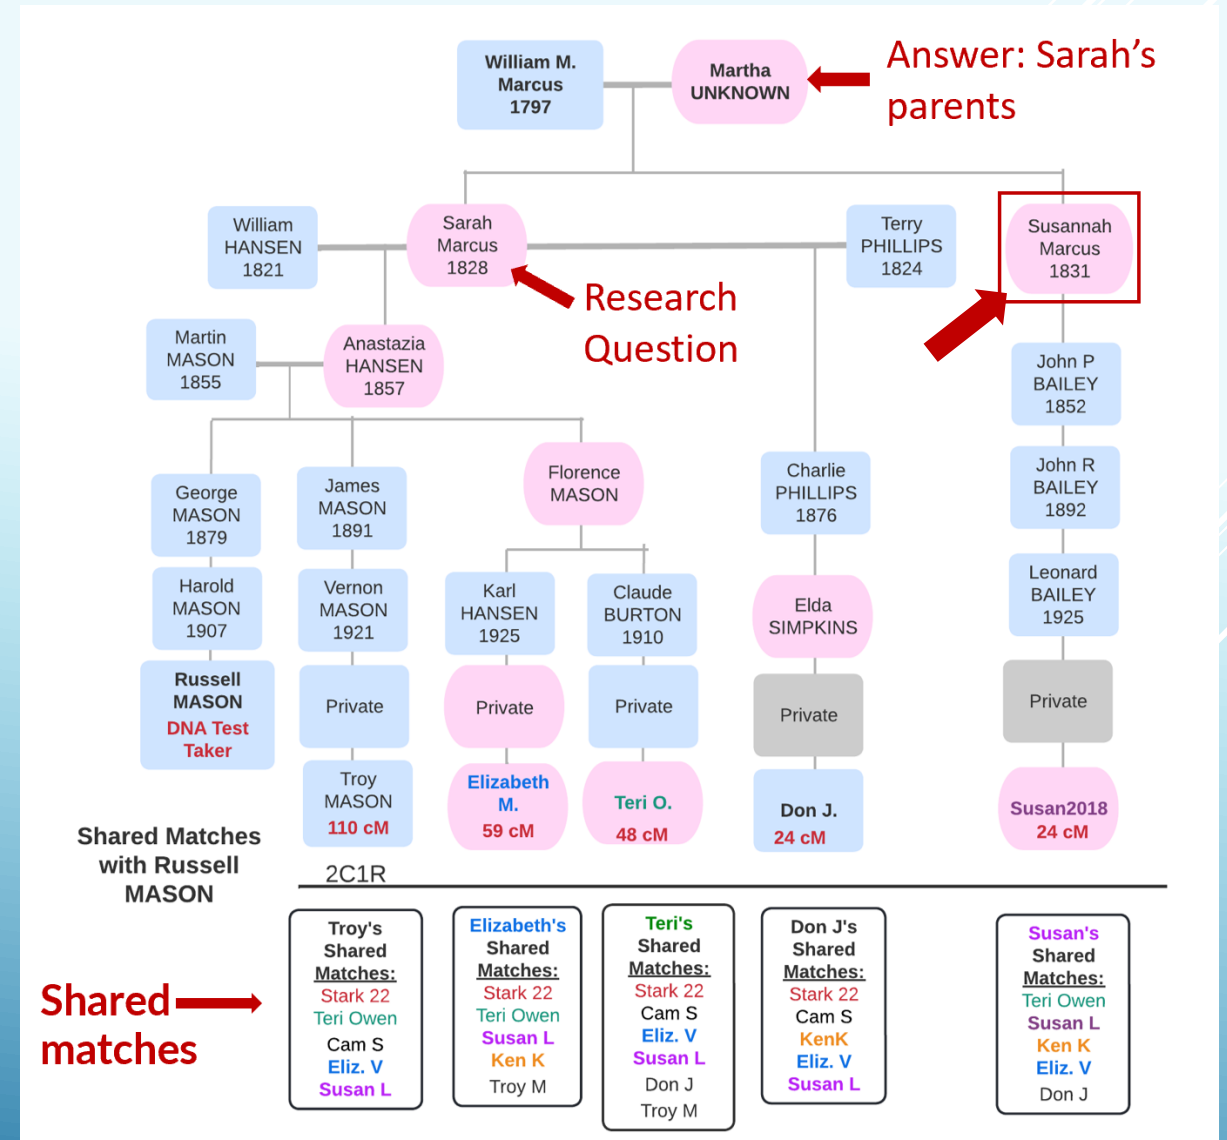 William M.
Marcus
1797
Martha
UNKNOWN
Answer: Sarah’s
parents
William
HANSEN
1821
Sarah
Marcus
1828
Terry
PHILLIPS
1824
Susannah
Marcus
1831
Research
Question
Martin
MASON
1855
Anastazia
HANSEN
1857
John P
BAILEY
1852
George
MASON
1879
James
MASON
1891
Florence
MASON
Charlie
PHILLIPS
1876
John R
BAILEY
1892
Harold
MASON
1907
Vernon
MASON
1921
Karl
HANSEN
1925
Claude
BURTON
1910
Elda
SIMPKINS
Leonard
BAILEY
1925
Russell
MASON
DNA Test
Taker
Private
Private
Private
Private
Private
Troy
MASON
110 cM
Elizabeth
M.
59 cM
Teri O.
48 cM
Don J.
24 cM
Susan2018
24 cM
Shared Matches
with Russell
MASON
2C1R
Shared
matches
Troy's
Shared
Matches:
Stark 22
Teri Owen
Cam S
Eliz. V
Susan L
Elizabeth's
Shared
Matches:
Stark 22
Teri Owen
Susan L
Ken K
Troy M
Teri's
Shared
Matches:
Stark 22
Cam S
Eliz. V
Susan L
Don J
Troy M
Don J's
Shared
Matches:
Stark 22
Cam S
KenK
Eliz. V
Susan L
Susan's
Shared
Matches:
Teri Owen
Susan L
Ken K
Eliz. V
Don J